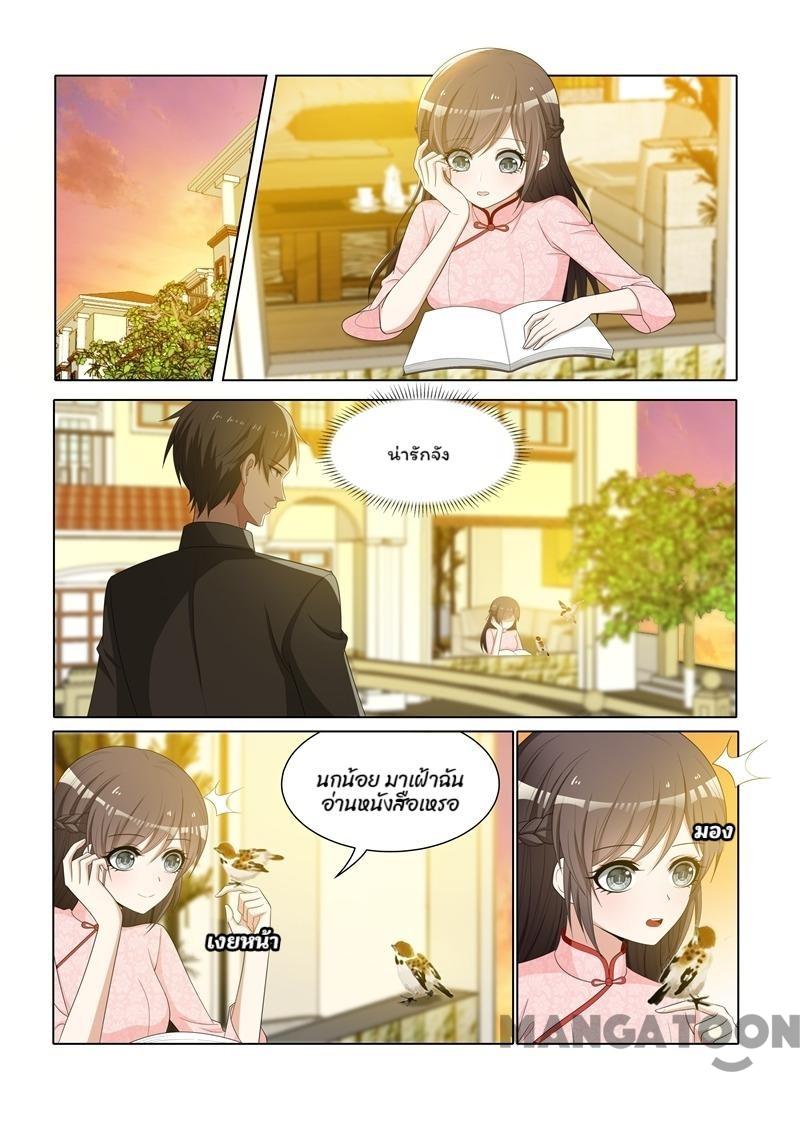 น่ารักจัง
นกน้อย มาเฝ้าฉัน
อ่านหนังสือเหรอ
เงยหน้า
มอง
MANGATOON